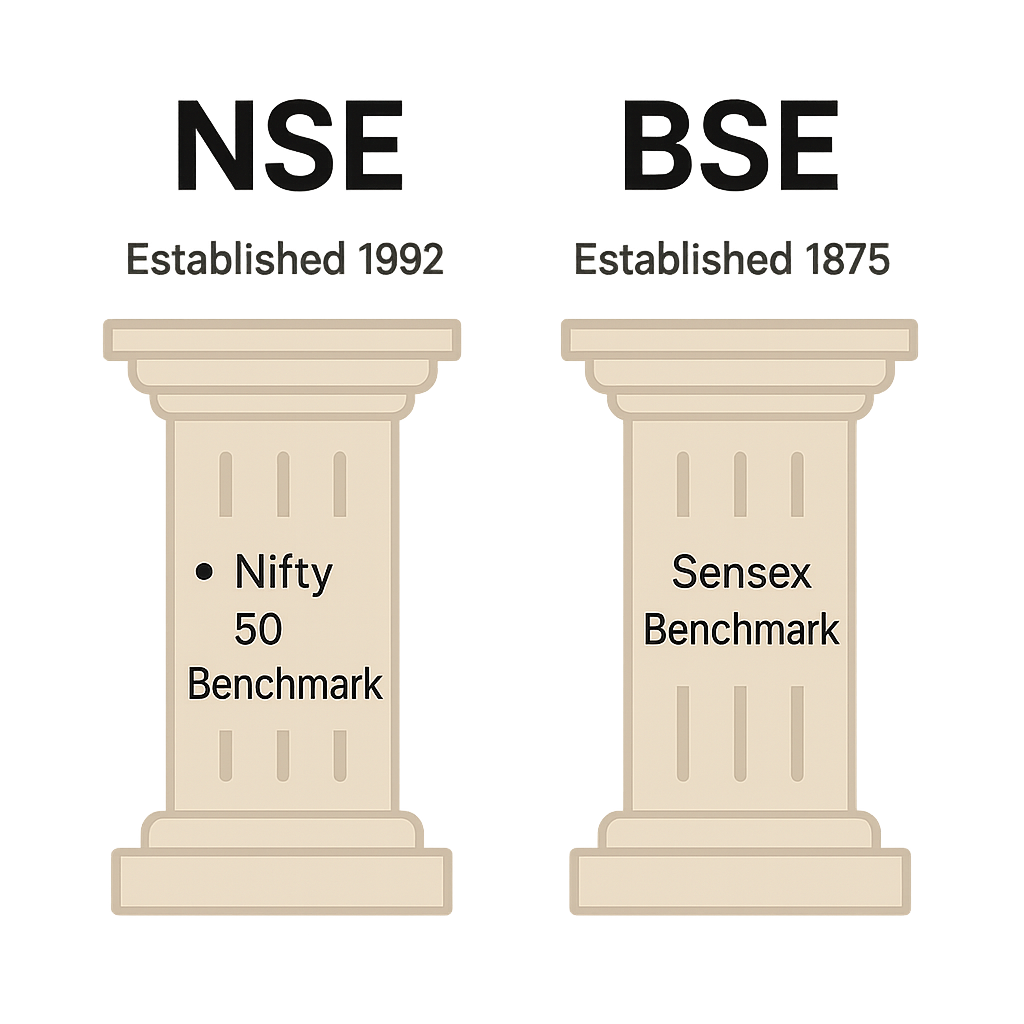 NSE
Established 1992
• Nifty
50
Benchmark
BSE
Established 1875
Sensex
Benchmark